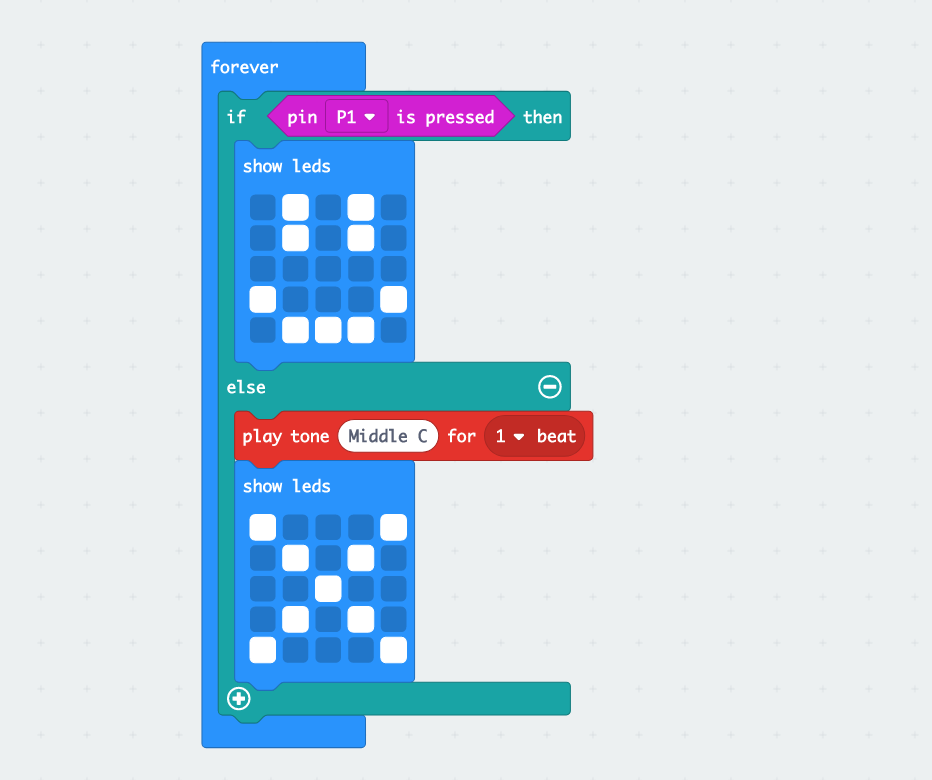 forever
if pin P1 is pressed then
show leds
else
play tone Middle C for 1 beat
show leds